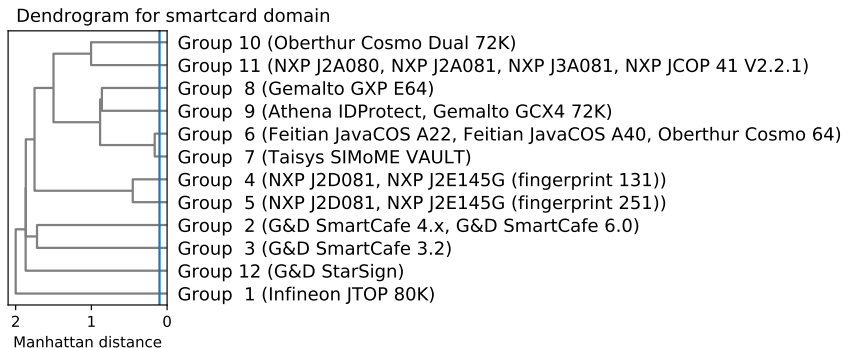 Dendrogram for smartcard domain
Group 10 (Oberthur Cosmo Dual 72K)
Group 11 (NXP J2A080, NXP J2A081, NXP J3A081, NXP JCOP 41 V2.2.1)
Group  8 (Gemalto GXP E64)
Group  9 (Athena IDProtect, Gemalto GCX4 72K)
Group  6 (Feitian JavaCOS A22, Feitian JavaCOS A40, Oberthur Cosmo 64)
Group  7 (Taisys SIMoME VAULT)
Group  4 (NXP J2D081, NXP J2E145G (fingerprint 131))
Group  5 (NXP J2D081, NXP J2E145G (fingerprint 251))
Group  2 (G&D SmartCafe 4.x, G&D SmartCafe 6.0)
Group  3 (G&D SmartCafe 3.2)
Group 12 (G&D StarSign)
Group  1 (Infineon JTOP 80K)
2 1 0
Manhattan distance